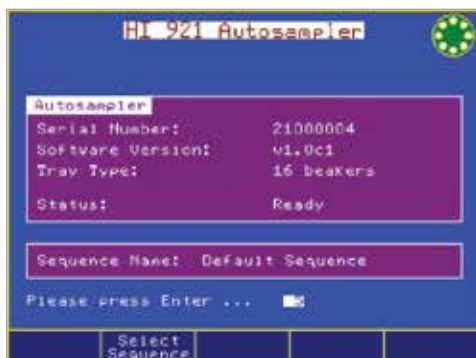 HI 921 Autosampler
Autosampler
Serial Number: 21000004
Software Version: v1.0c1
Tray Type: 16 beakers
Status: Ready
Sequence Name: Default Sequence
Please press Enter ...
Select
Sequence